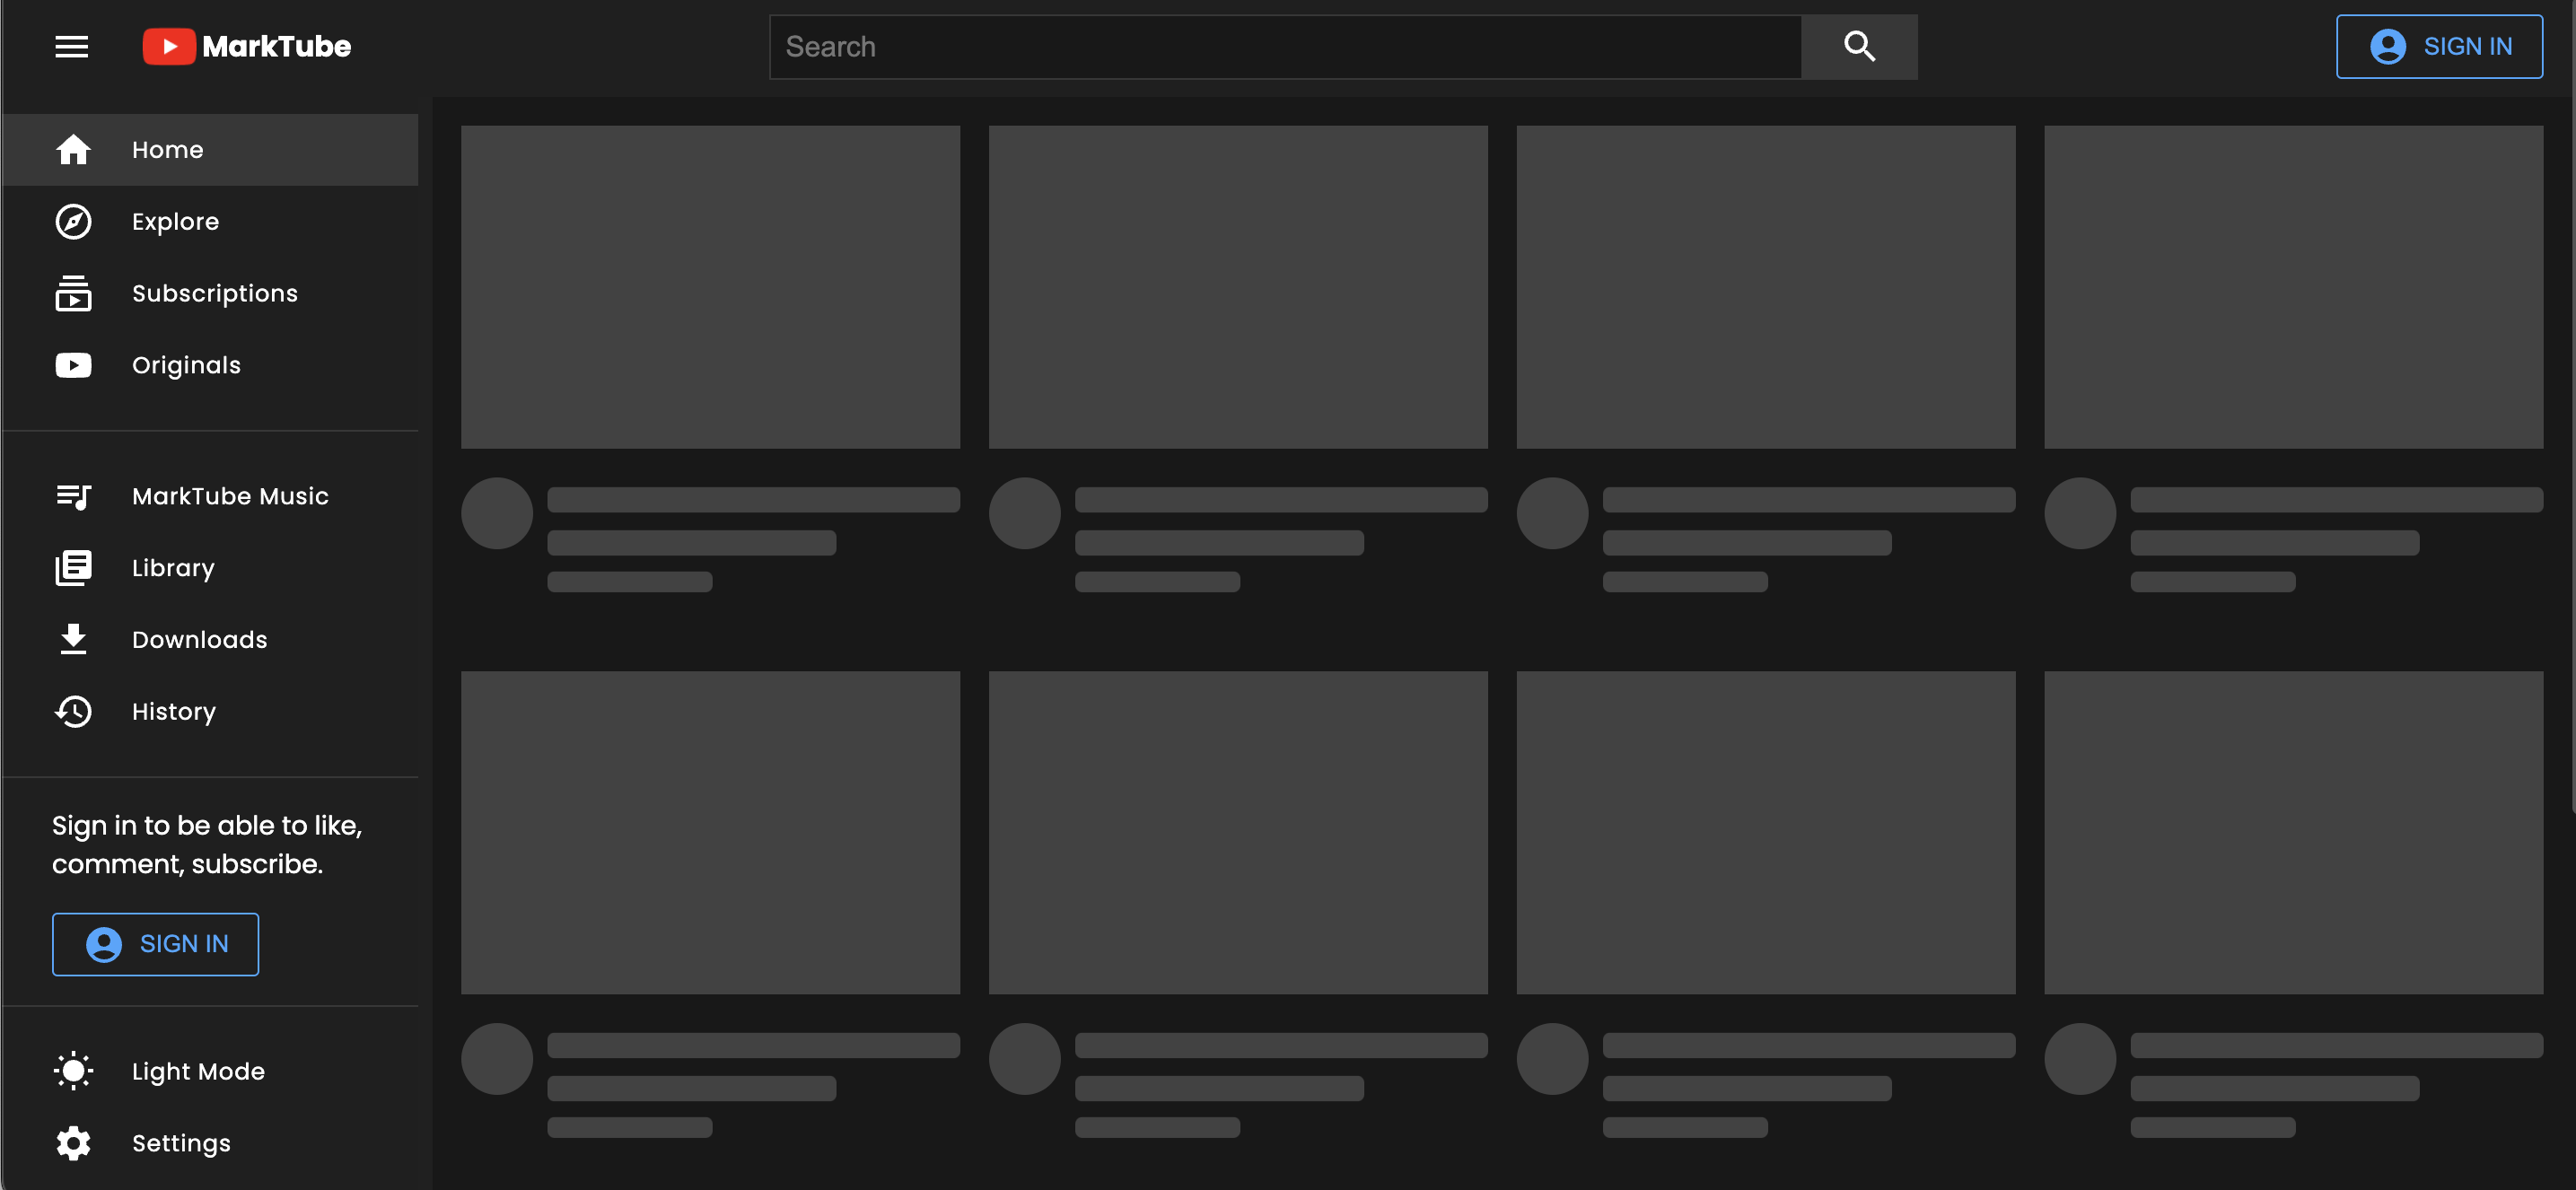 MarkTube
Search
SIGN IN
Home
Explore
Subscriptions
Originals
MarkTube Music
Library
Downloads
History
Sign in to be able to like,
comment, subscribe.
SIGN IN
Light Mode
Settings